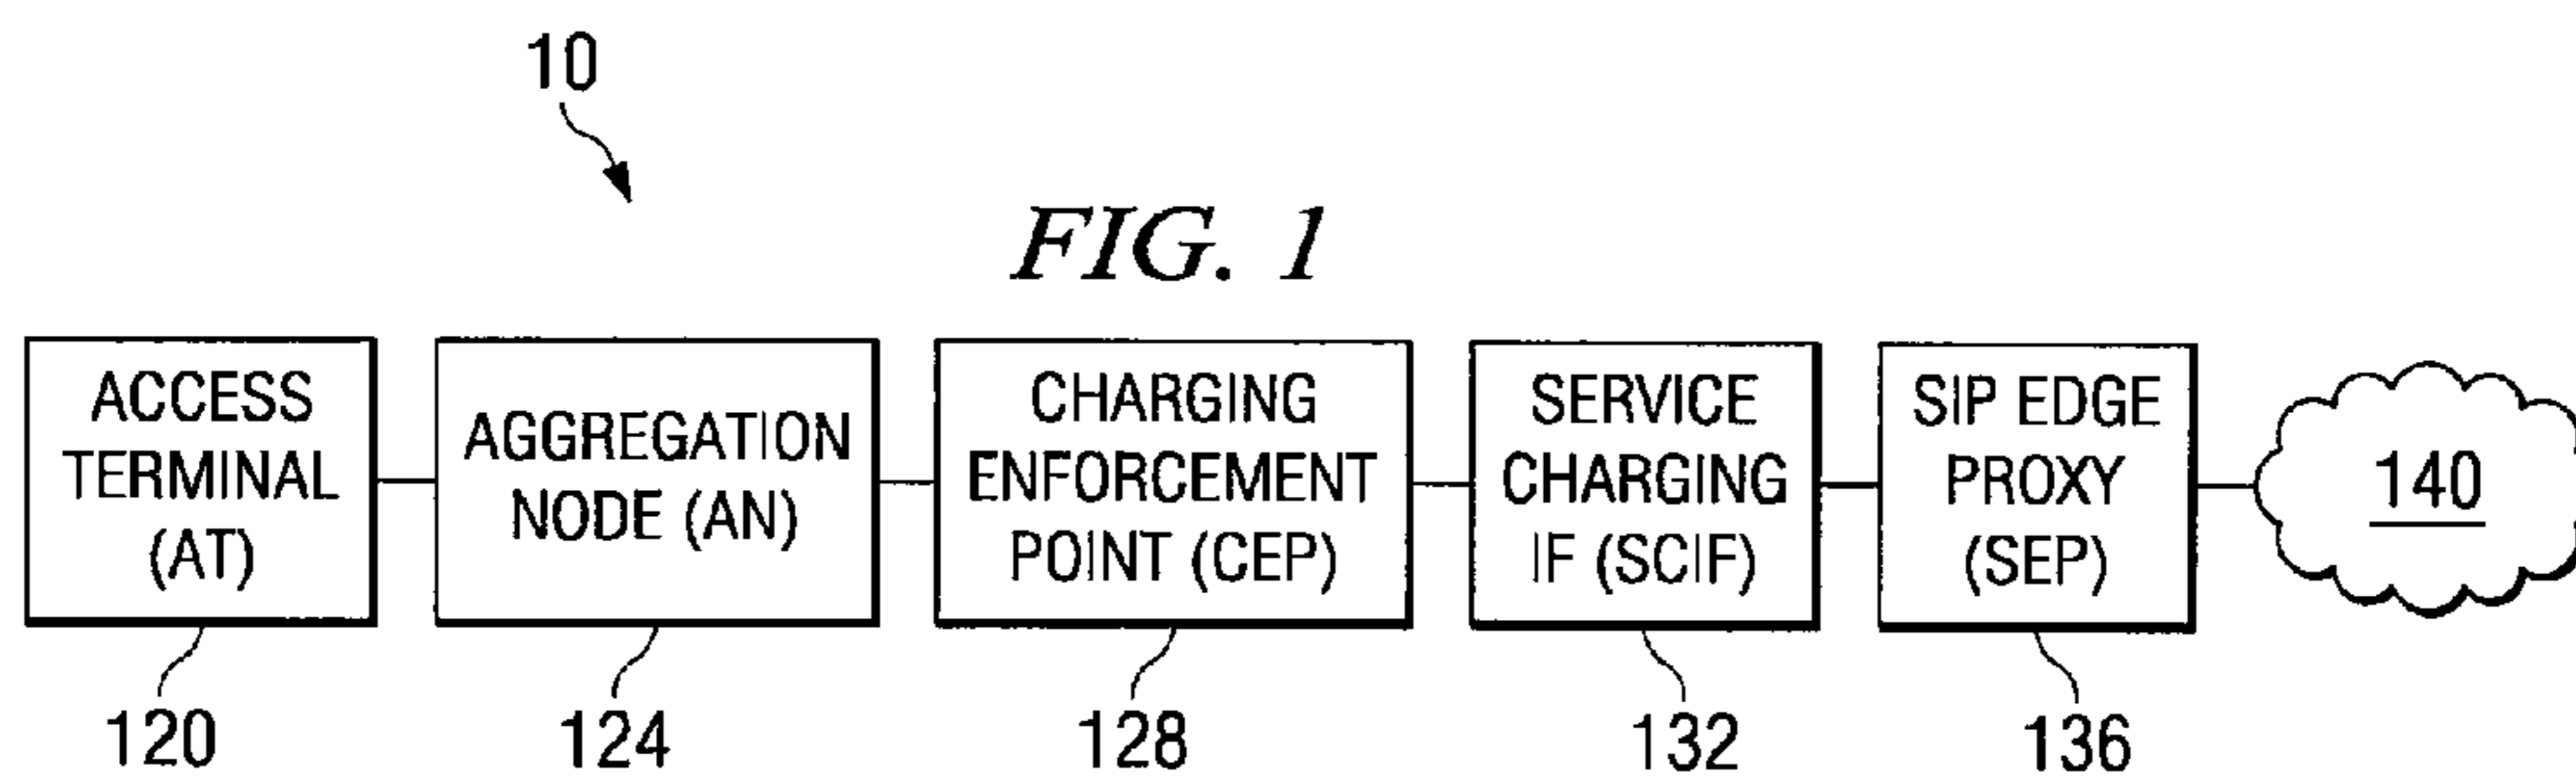 10
FIG. 1
ACCESS
TERMINAL
(AT)
AGGREGATION
NODE (AN)
CHARGING
ENFORCEMENT
POINT (CEP)
SERVICE
CHARGING
IF (SCIF)
SIP EDGE
PROXY
(SEP)
140
120
124
128
132
136